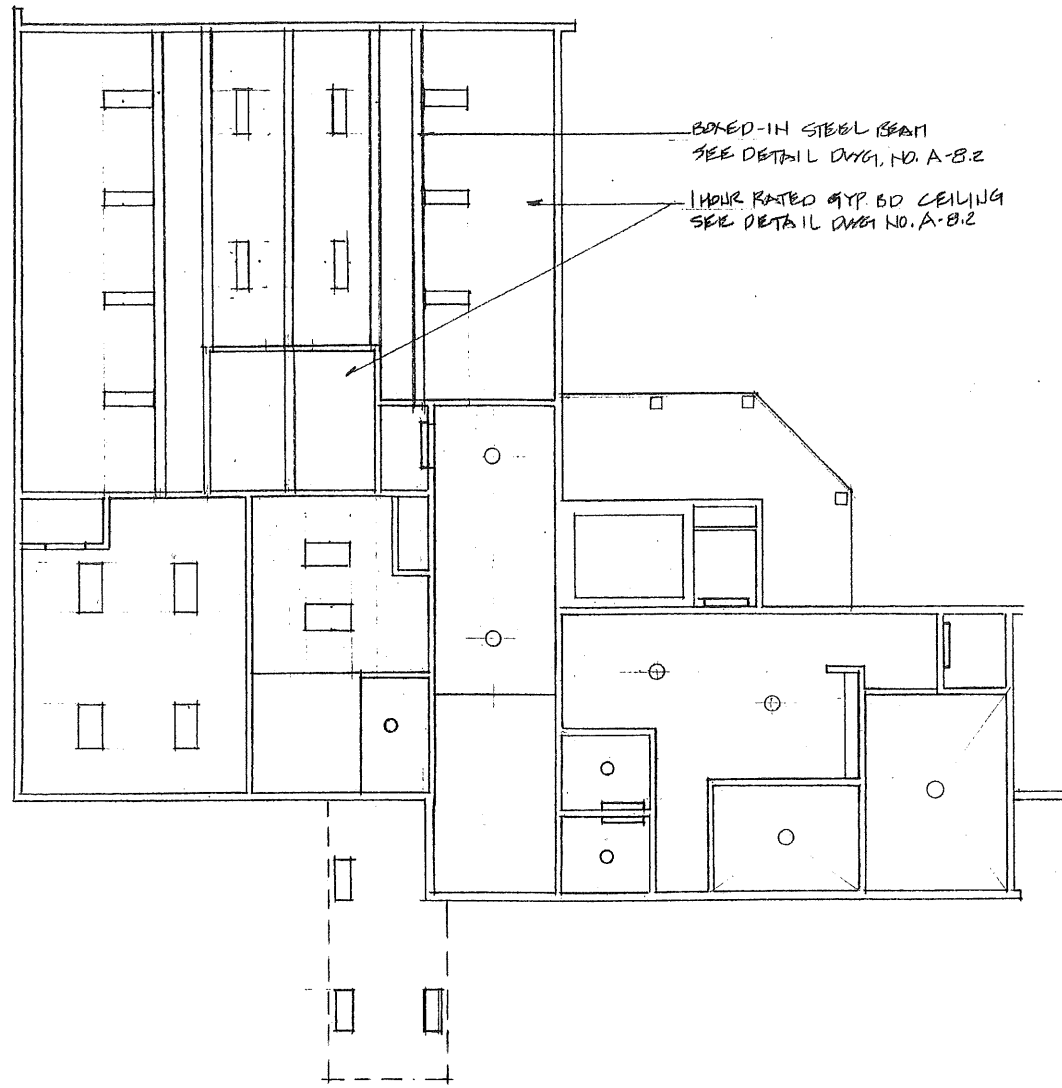 BOXED-IN STEEL BEAM
SEE DETAIL DWG, NO. A-8.2
1 HOUR RATED GYP. BD CEILING
SEE DETAIL DWG NO. A-8.2